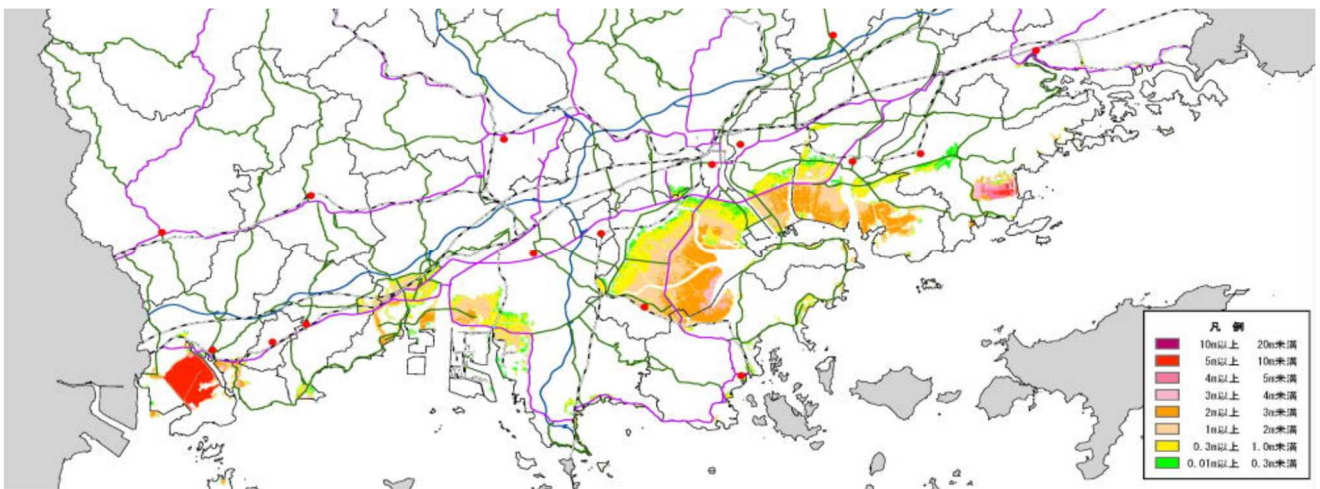 凡 例
10m以上 20m未満
5m以上 10m未満
4m以上 5m未満
3m以上 4m未満
2m以上 3m未満
1m以上 2m未満
0.3m以上 1.0m未満
0.01m以上 0.3m未満